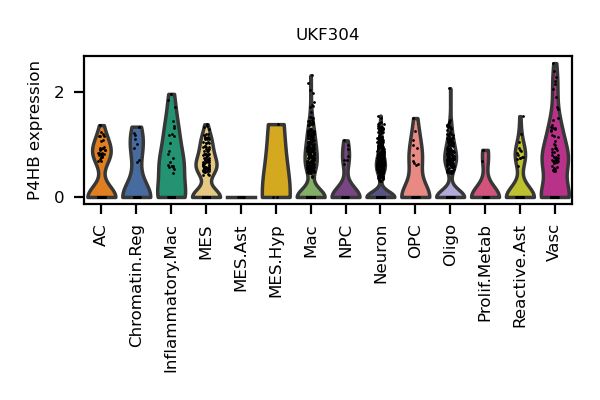 UKF304
P4HB expression
2
0
AC
Chromatin.Reg
Inflammatory.Mac
MES
MES.Ast
MES.Hyp
Mac
NPC
Neuron
OPC
Oligo
Prolif.Metab
Reactive.Ast
Vasc